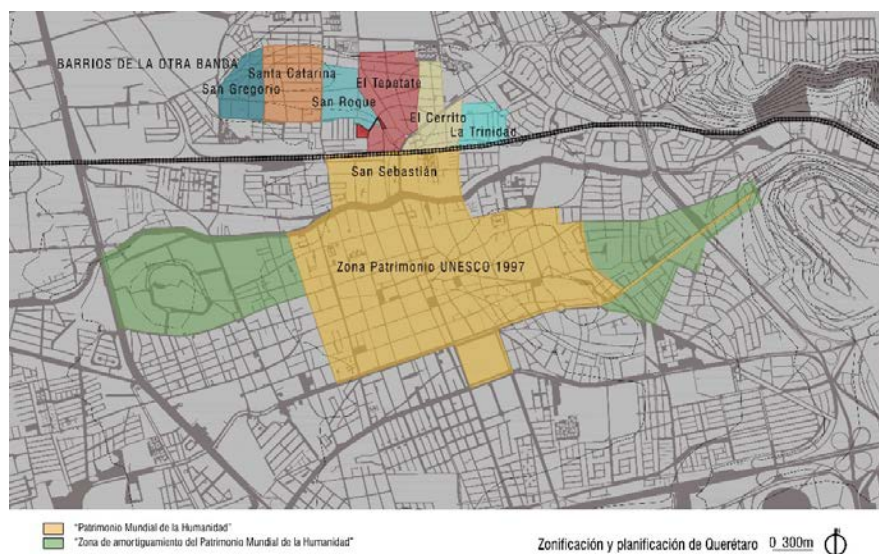 BARRIOS DE LA OTRA BANDA
Santa Catarina
San Gregorio
El Tepetate
San Roque
El Cerrito
La Trinidad
San Sebastián
Zona Patrimonio UNESCO 1997
"Patrimonio Mundial de la Humanidad"
"Zona de amortiguamiento del Patrimonio Mundial de la Humanidad"
Zonificación y planificación de Querétaro 0 300m
N